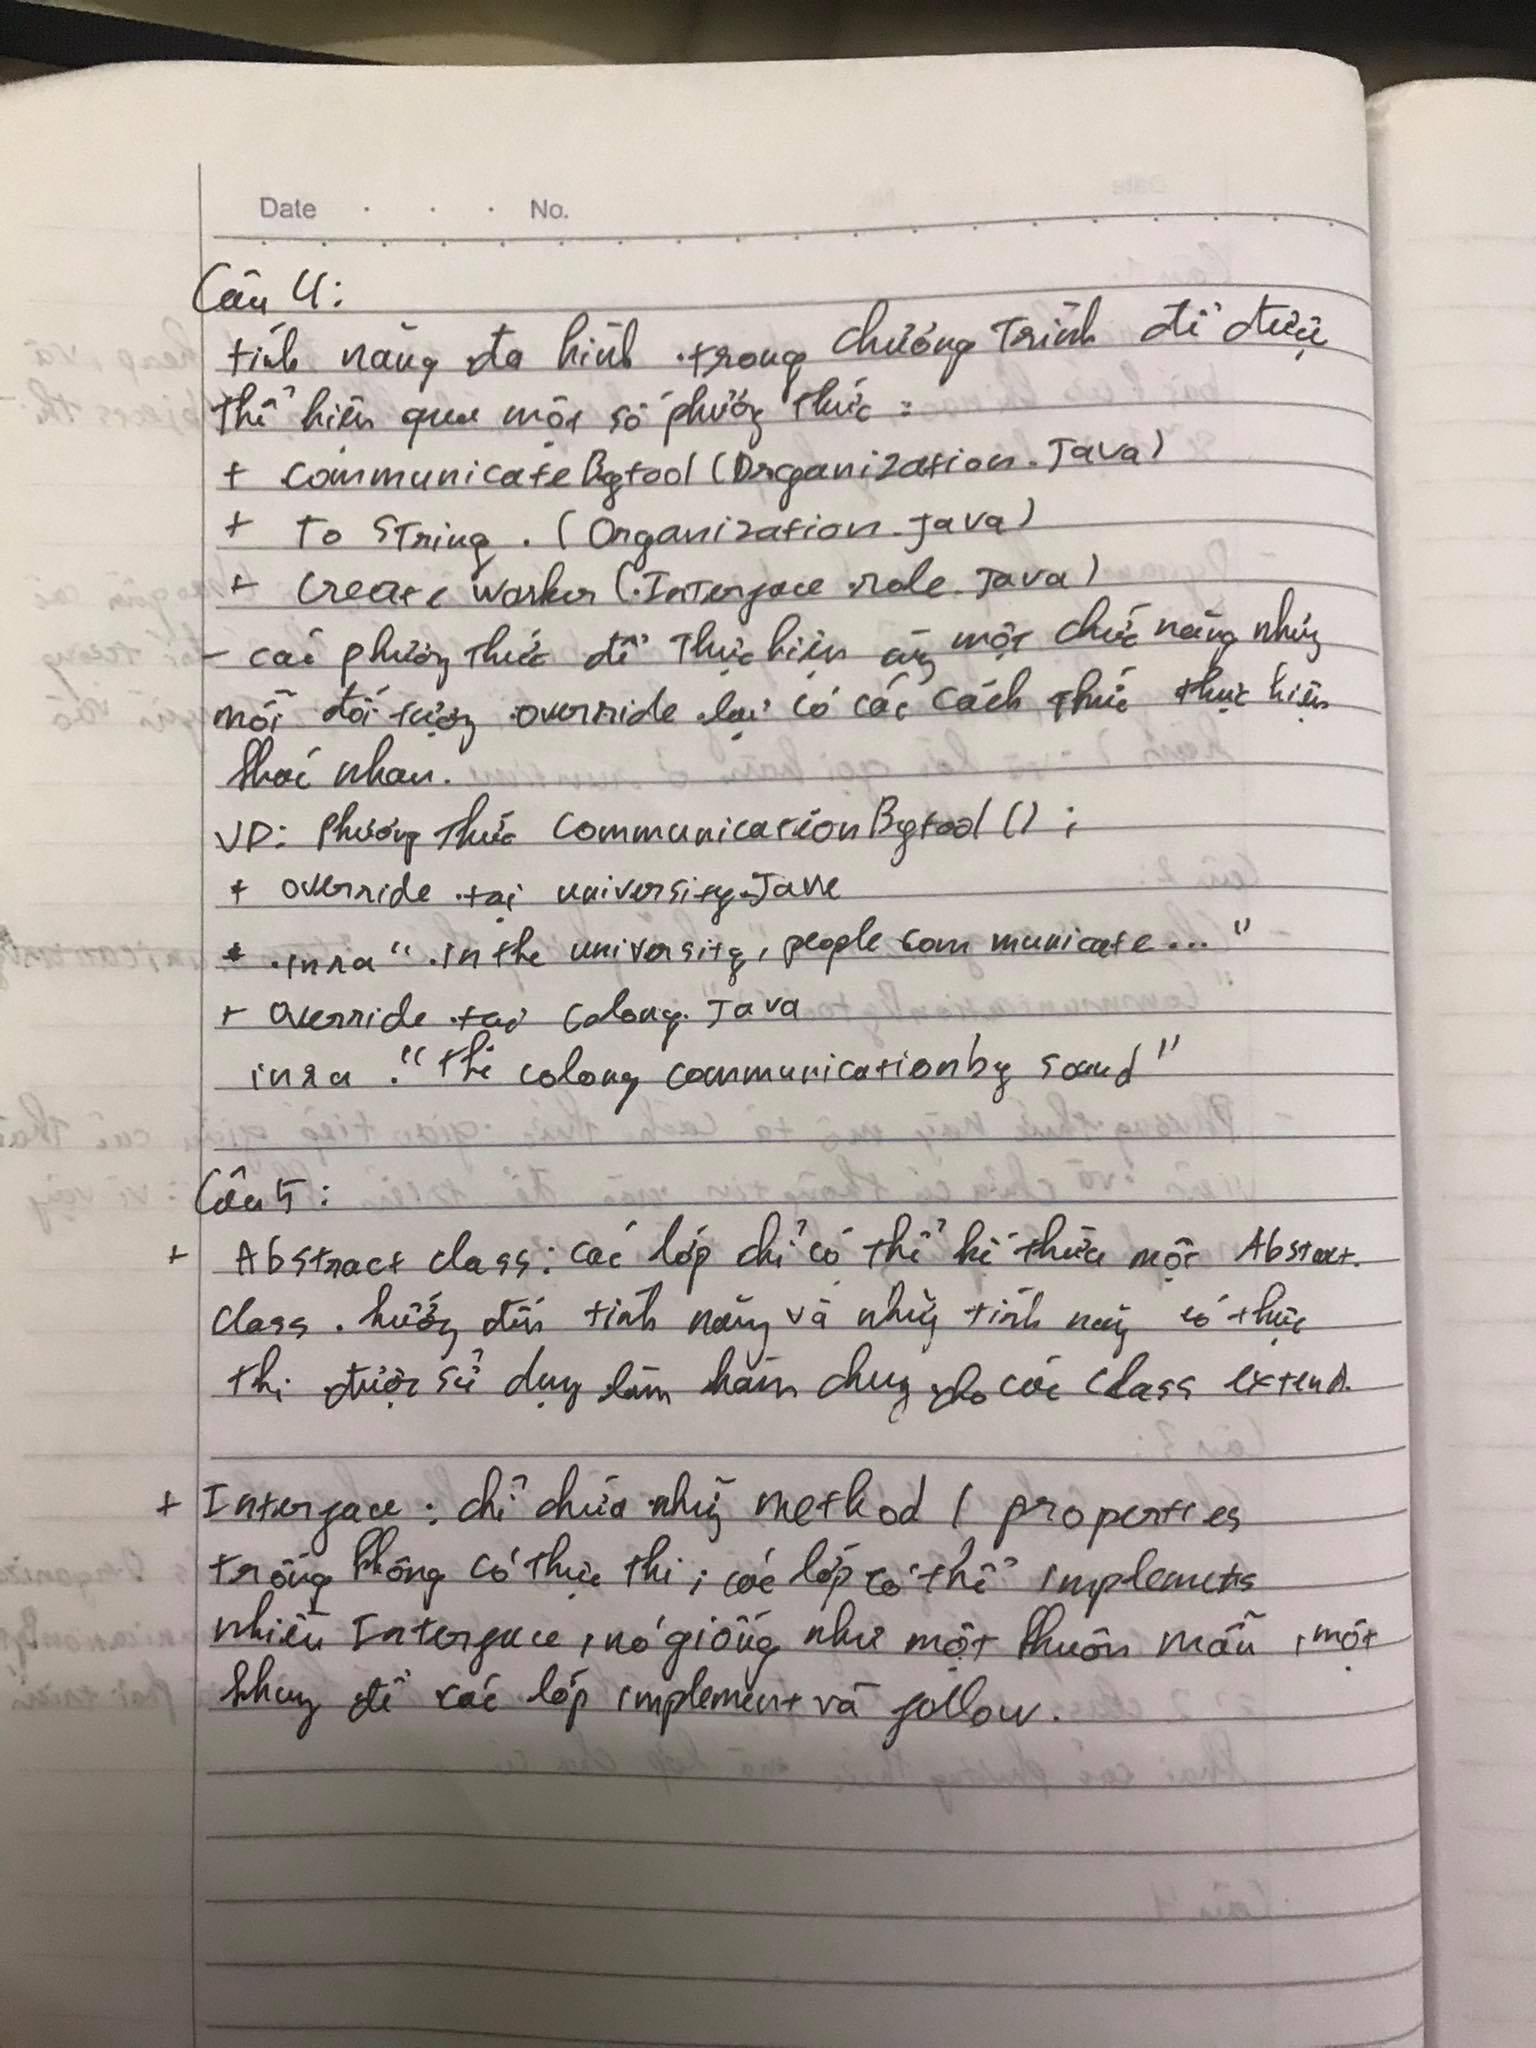 Date . . . No.
Câu 4:
tính năng đa hình trong chương trình để được
thể hiện qua một số phương thức:
+ communicateBytool (Organization.Java)
+ To String. (Organization.Java)
+ Create Worker (Interface role.Java)
- các phương thức để thực hiện cùng một chức năng nhưng
mỗi đối tượng override lại có các cách thức thực hiện
khác nhau.
VD: phương thức CommunicationBytool();
+ override tại university.Java
+ in ra "in the university, people communicate..."
+ override tại Colony.Java
in ra "the colony communication by sound"
Câu 5:
+ Abstract class: các lớp chỉ có thể kế thừa một Abstract
class. hướng đến tính năng và những tính năng có thực
thi được sử dụng làm hàm chung cho các class extend.
+ Interface: chỉ chứa những method / properties
trống không có thực thi; các lớp có thể implements
nhiều Interface, nó giống như một khuôn mẫu, một
khung để các lớp implement và follow.